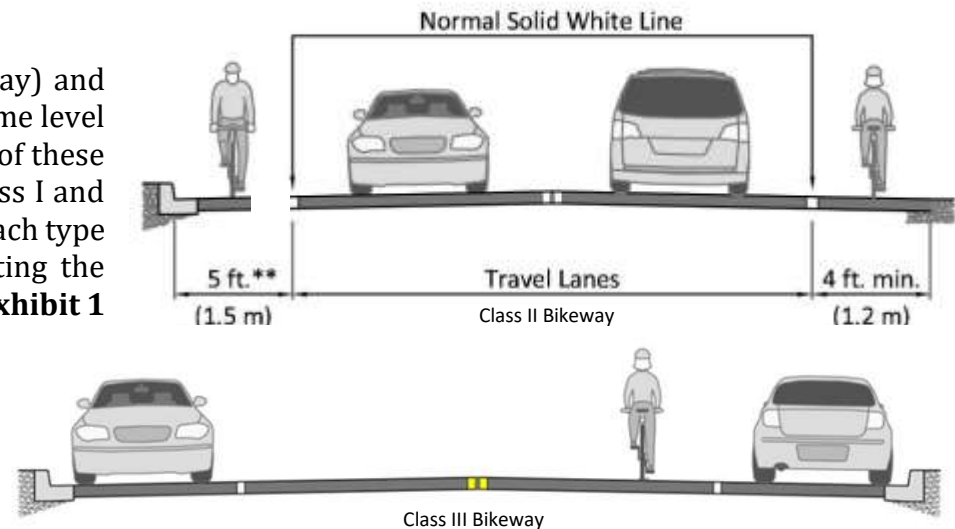 Normal Solid White Line
ay) and
me level
of these
ss I and
ach type
ting the
xhibit 1
5 ft.** Travel Lanes 4 ft. min.
(1.5 m) Class II Bikeway (1.2 m)
Class III Bikeway